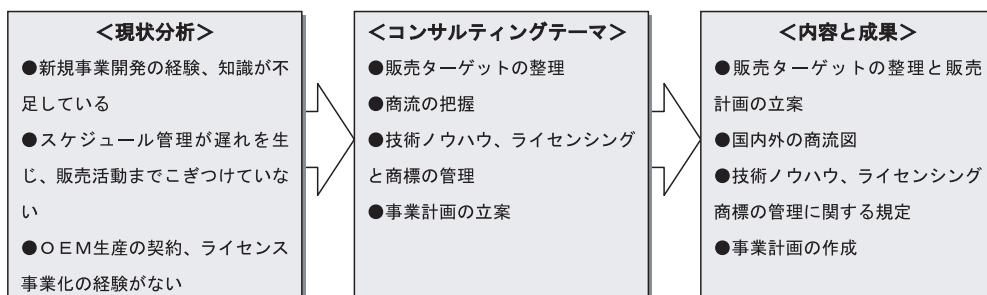 ＜現状分析＞
●新規事業開発の経験、知識が不
足している
●スケジュール管理が遅れを生
じ、販売活動までこぎつけていな
い
●ＯＥＭ生産の契約、ライセンス
事業化の経験がない
＜コンサルティングテーマ＞
●販売ターゲットの整理
●商流の把握
●技術ノウハウ、ライセンシング
と商標の管理
●事業計画の立案
＜内容と成果＞
●販売ターゲットの整理と販売
計画の立案
●国内外の商流図
●技術ノウハウ、ライセンシング
商標の管理に関する規定
●事業計画の作成